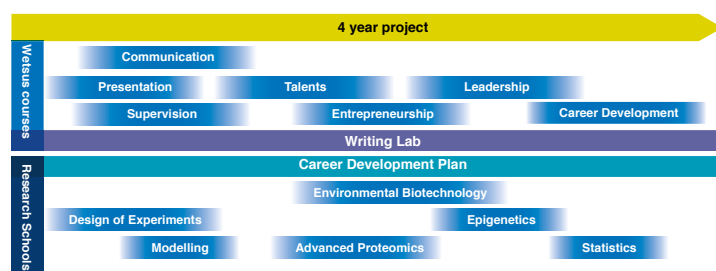 4 year project
Wetsus courses
Communication
Presentation
Talents
Leadership
Supervision
Entrepreneurship
Career Development
Writing Lab
Research Schools
Career Development Plan
Environmental Biotechnology
Design of Experiments
Epigenetics
Modelling
Advanced Proteomics
Statistics